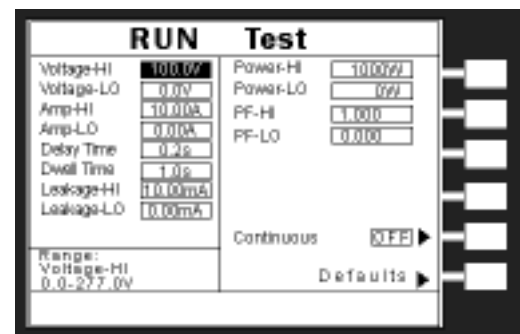 RUN Test
Voltage-HI 100.0V
Voltage-LO 0.0V
Amp-HI 10.00A
Amp-LO 0.00A
Delay Time 0.2s
Dwell Time 1.0s
Leakage-HI 10.00mA
Leakage-LO 0.00mA
Power-HI 1000W
Power-LO 0W
PF-HI 1.000
PF-LO 0.000
Continuous OFF
Defaults
Range:
Voltage-HI
0.0-277.0V